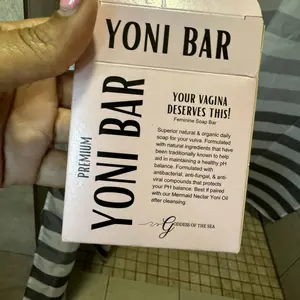 YONI BAR
PREMIUM
YONI BAR
YOUR VAGINA
DESERVES THIS!
Feminine Soap Bar
Superior natural & organic daily
soap for your vulva. Formulated
with natural ingredients that have
been traditionally known to help
aid in maintaining a healthy pH
balance. Formulated with
antibacterial, anti-fungal, & anti-
viral compounds that protects
your PH balance. Best if paired
with our Mermaid Nectar Yoni Oil
after cleansing.
GODDESS OF THE SEA